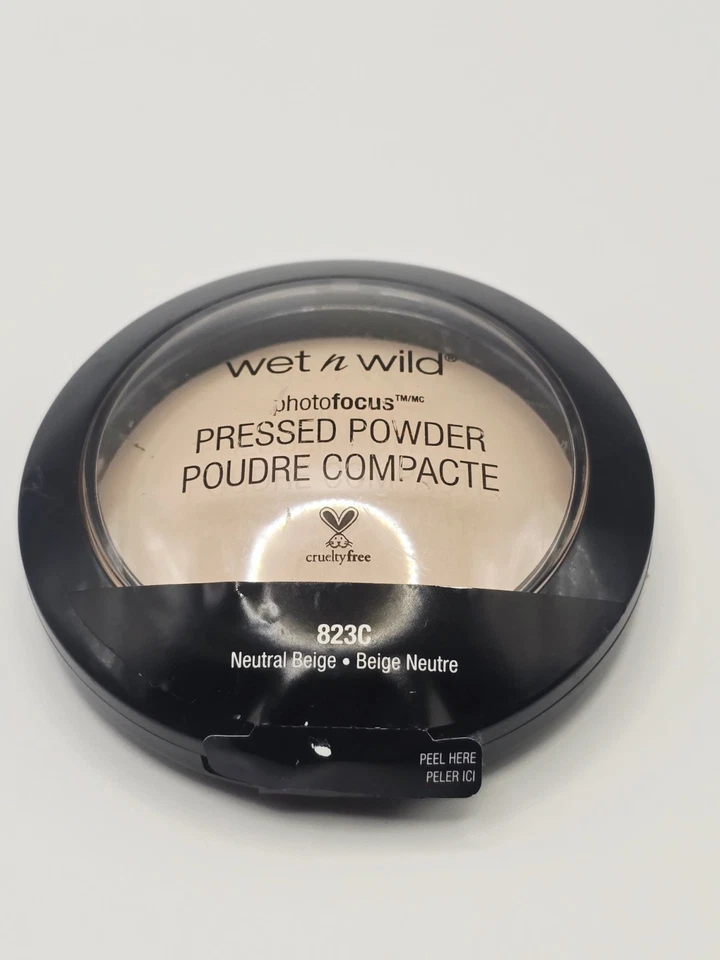 wet n wild®
photofocus™/MC
PRESSED POWDER
POUDRE COMPACTE
crueltyfree
823C
Neutral Beige • Beige Neutre
PEEL HERE
PELER ICI